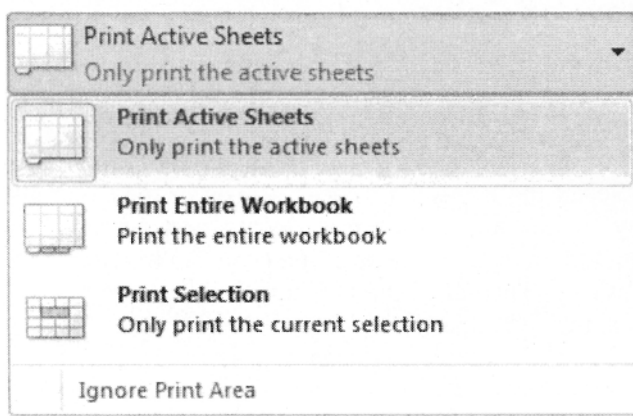 Print Active Sheets
Only print the active sheets
Print Active Sheets
Only print the active sheets
Print Entire Workbook
Print the entire workbook
Print Selection
Only print the current selection
Ignore Print Area